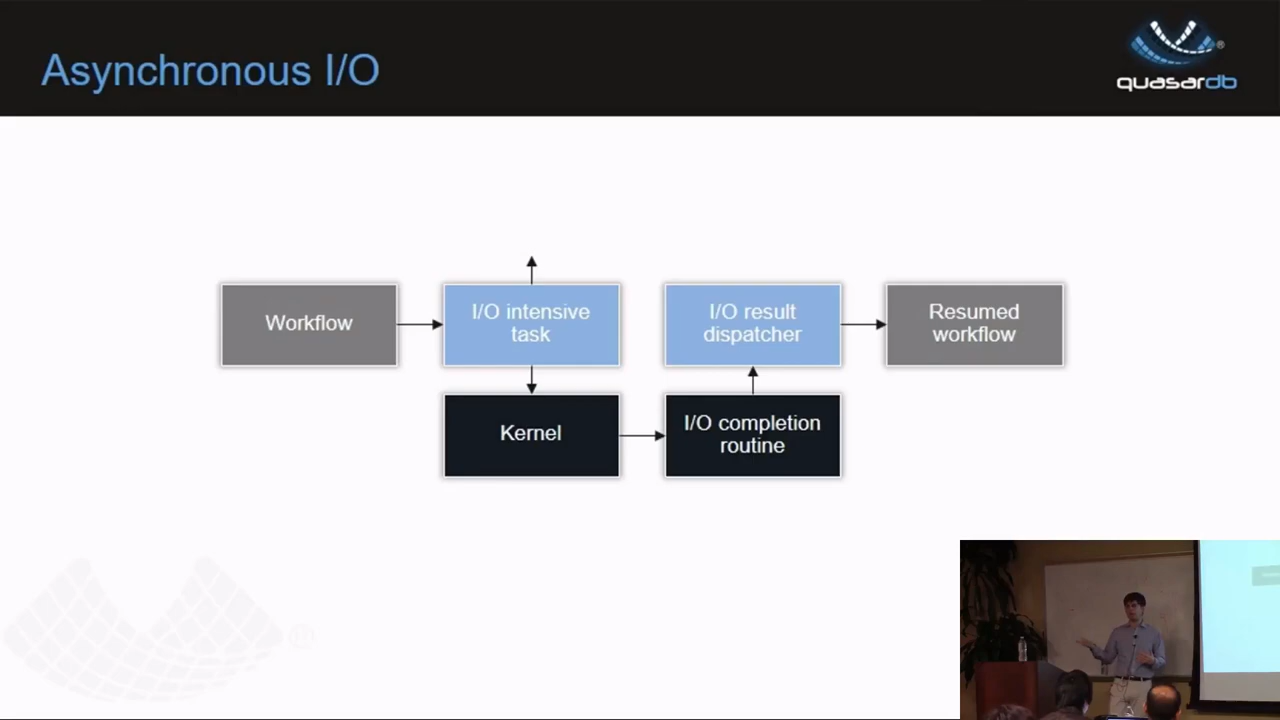 Asynchronous I/O
quasardb
Workflow
I/O intensive
task
I/O result
dispatcher
Resumed
workflow
Kernel
I/O completion
routine